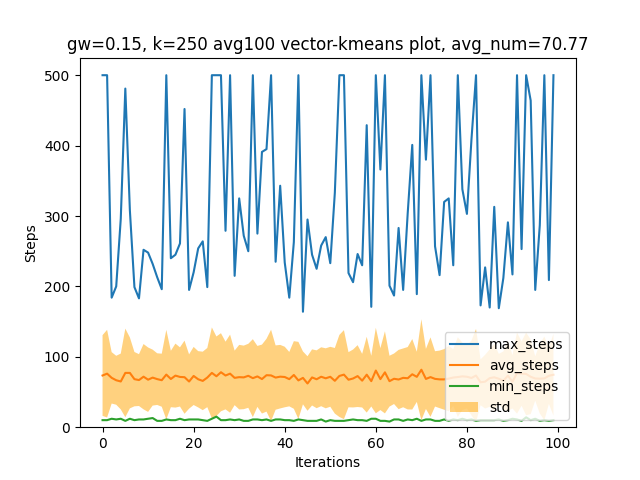 gw=0.15, k=250 avg100 vector-kmeans plot, avg_num=70.77
500
400
300
200
100
0
Steps
max_steps
avg_steps
min_steps
std
0 20 40 60 80 100
Iterations